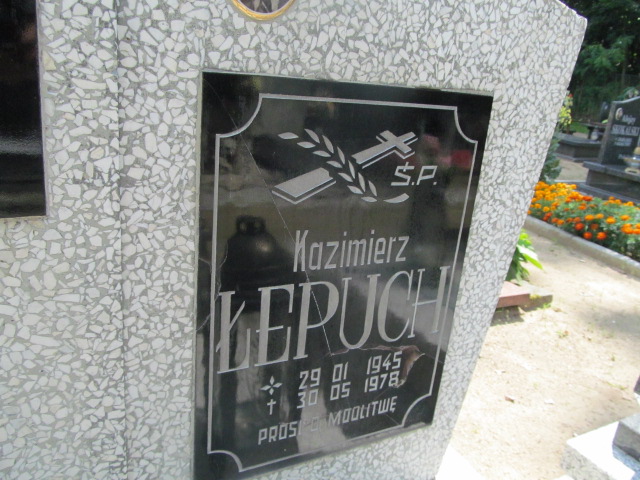 Ś.P.
Kazimierz
ŁEPUCH
29 01 1945
30 05 1978
PROSI O MODLITWĘ